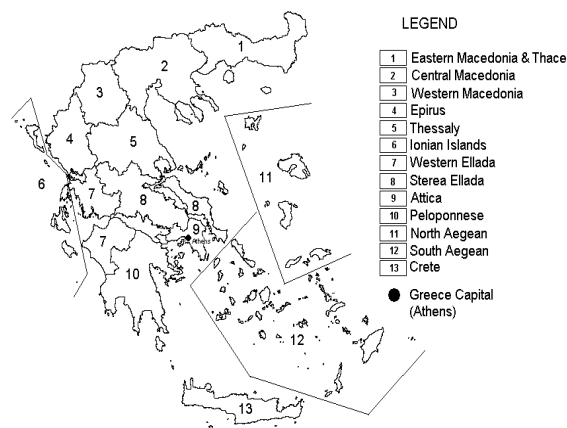 LEGEND
1 Eastern Macedonia & Thace
2 Central Macedonia
3 Western Macedonia
4 Epirus
5 Thessaly
6 Ionian Islands
7 Western Ellada
8 Sterea Ellada
9 Attica
10 Peloponnese
11 North Aegean
12 South Aegean
13 Crete
Greece Capital
(Athens)
1
2
3
4
5
11
6
7
8
8
9
Athens
7
10
12
13